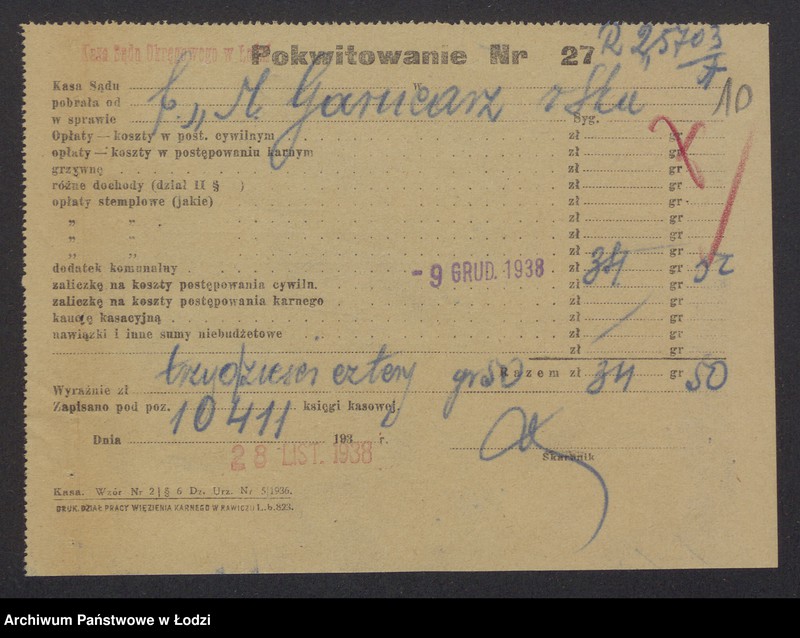 Kasa Sądu Okręgowego w
Pokwitowanie Nr 27
R 25703/A
10
Kasa Sądu w
pobrała od f. „M. Garncarz i Ska
w sprawie Syg.
Opłaty — koszty w post. cywilnym zł gr
opłaty — koszty w postępowaniu karnym zł gr
grzywnę zł gr
różne dochody (dział II § ) zł gr
opłaty stemplowe (jakie) zł gr
„ „ zł gr
„ „ zł gr
„ „ zł gr
dodatek komunalny zł 34 gr 50
- 9 GRUD. 1938
zaliczkę na koszty postępowania cywiln. zł gr
zaliczkę na koszty postępowania karnego zł gr
kaucję kasacyjną zł gr
nawiązki i inne sumy niebudżetowe zł gr
zł gr
Razem zł 34 gr 50
Wyraźnie zł trzydzieści cztery gr 50
Zapisano pod poz. 10411 księgi kasowej.
Dnia 193 r.
28 LIST. 1938
Skarbnik
Kasa. Wzór Nr 2 | § 6 Dz. Urz. Nr 5|1936.
DRUK. DZIAŁ PRACY WIĘZIENIA KARNEGO W RAWICZU L. b. 823.
Archiwum Państwowe w Łodzi